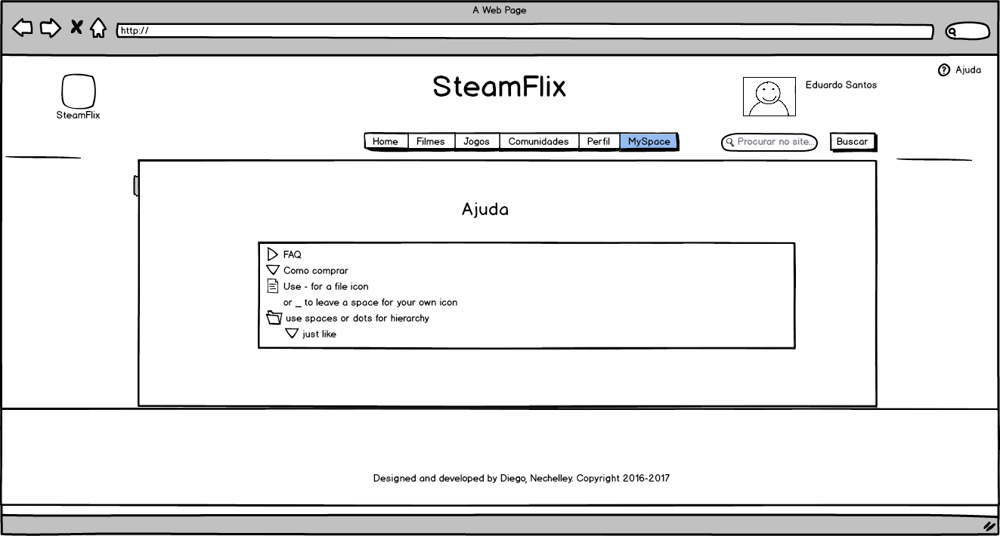 A Web Page
http://
? Ajuda
SteamFlix
Eduardo Santos
SteamFlix
Home Filmes Jogos Comunidades Perfil MySpace
Procurar no site...
Buscar
Ajuda
FAQ
Como comprar
Use - for a file icon
or _ to leave a space for your own icon
use spaces or dots for hierarchy
just like
Designed and developed by Diego, Nechelley. Copyright 2016-2017